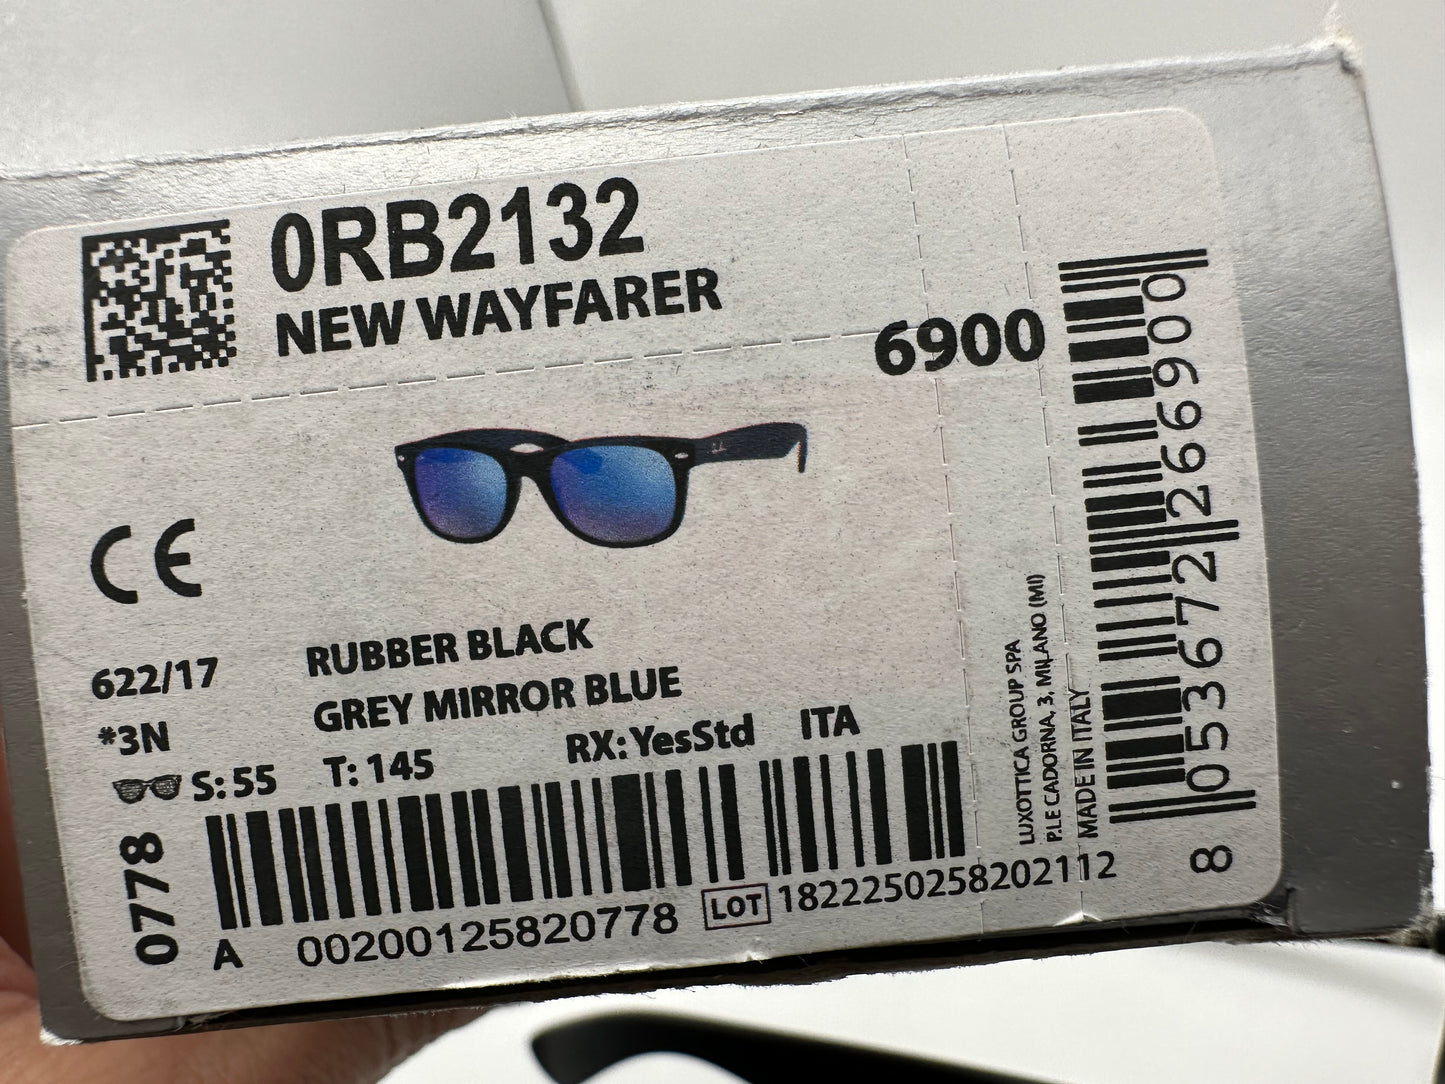 0RB2132
NEW WAYFARER
6900
CE
622/17 RUBBER BLACK
*3N GREY MIRROR BLUE
S: 55 T: 145 RX: YesStd ITA
0778
A 00200125820778 LOT 1822250258202112
LUXOTTICA GROUP SPA
P.LE CADORNA, 3, MILANO (MI)
MADE IN ITALY
8 053672 266900